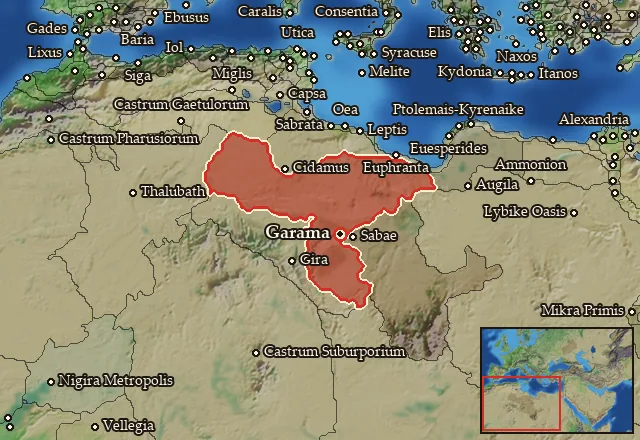 Ebusus
Caralis
Consentia
Gades
Elis
Baria
Utica
Lixus
Iol
Syracuse
Naxos
Siga
Miglis
Melite
Kydonia
Itanos
Capsa
Castrum Gaetulorum
Oea
Ptolemais-Kyrenaike
Sabrata
Leptis
Alexandria
Castrum Pharusiorum
Euesperides
Cidamus
Euphranta
Ammonion
Thalubath
Augila
Lybike Oasis
Garama
Sabae
Gira
Mikra Primis
Castrum Suburporium
Nigira Metropolis
Vellegia